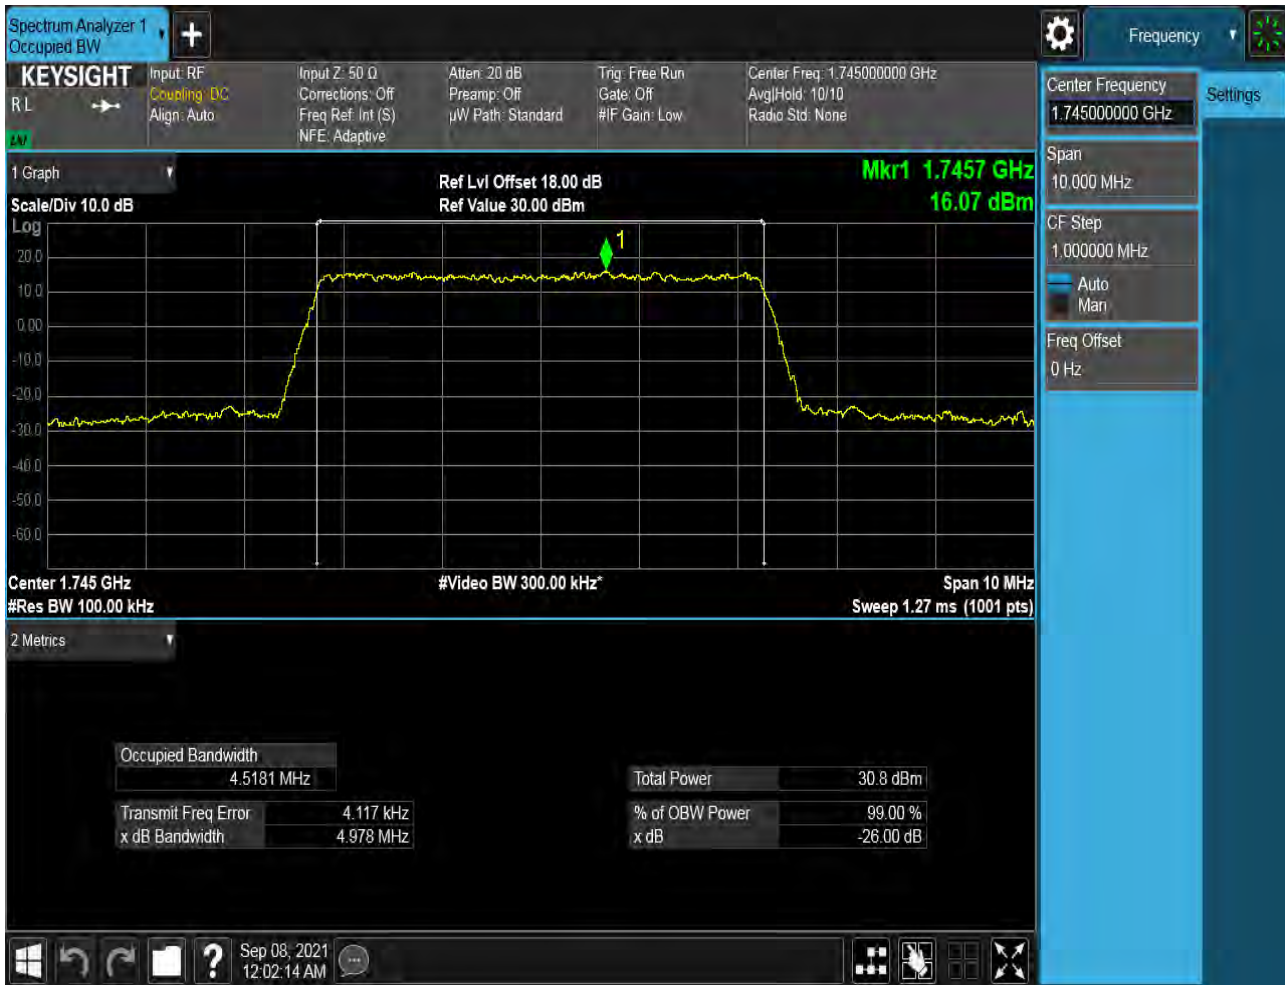 Spectrum Analyzer 1
Occupied BW
Frequency
KEYSIGHT
R L
LXI
Input: RF
Coupling: DC
Align: Auto
Input Z: 50 Ω
Corrections: Off
Freq Ref: Int (S)
NFE: Adaptive
Atten: 20 dB
Preamp: Off
µW Path: Standard
Trig: Free Run
Gate: Off
#IF Gain: Low
Center Freq: 1.745000000 GHz
Avg|Hold: 10/10
Radio Std: None
Center Frequency
1.745000000 GHz
Settings
Span
10.000 MHz
CF Step
1.000000 MHz
Auto
Man
Freq Offset
0 Hz
1 Graph
Scale/Div 10.0 dB
Log
Ref Lvl Offset 18.00 dB
Ref Value 30.00 dBm
Mkr1 1.7457 GHz
16.07 dBm
1
20.0
10.0
0.00
-10.0
-20.0
-30.0
-40.0
-50.0
-60.0
Center 1.745 GHz
#Video BW 300.00 kHz*
Span 10 MHz
#Res BW 100.00 kHz
Sweep 1.27 ms (1001 pts)
2 Metrics
Occupied Bandwidth
4.5181 MHz
Transmit Freq Error 4.117 kHz
x dB Bandwidth 4.978 MHz
Total Power 30.8 dBm
% of OBW Power 99.00 %
x dB -26.00 dB
?
Sep 08, 2021
12:02:14 AM